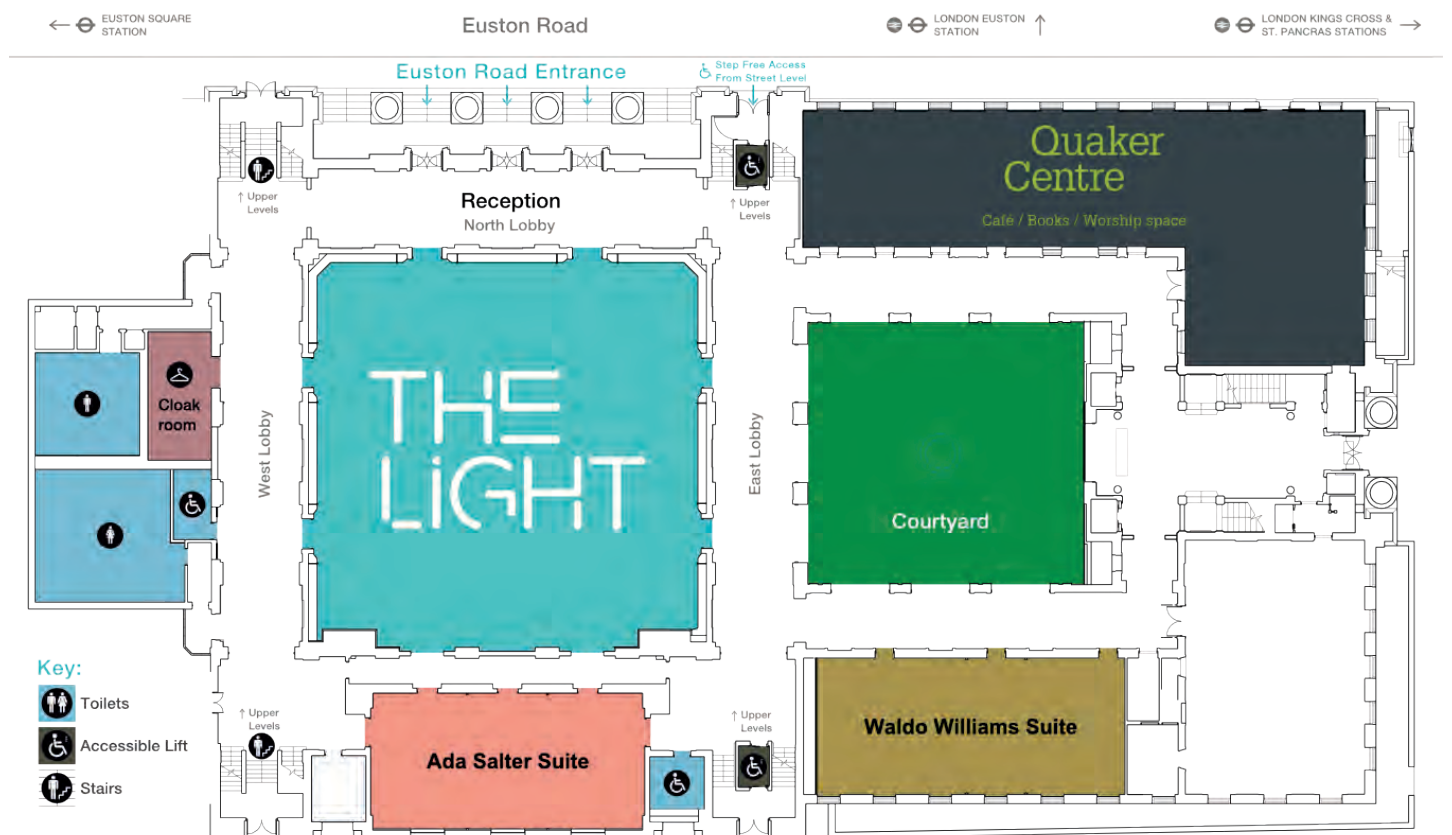 EUSTON SQUARE
STATION
Euston Road
LONDON EUSTON
STATION
LONDON KINGS CROSS &
ST. PANCRAS STATIONS
Euston Road Entrance
Step Free Access
From Street Level
↑ Upper
Levels
Reception
North Lobby
↑ Upper
Levels
Quaker
Centre
Café / Books / Worship space
Cloak
room
West Lobby
THE
LiGHT
East Lobby
Courtyard
Key:
Toilets
Accessible Lift
Stairs
↑ Upper
Levels
Ada Salter Suite
↑ Upper
Levels
Waldo Williams Suite